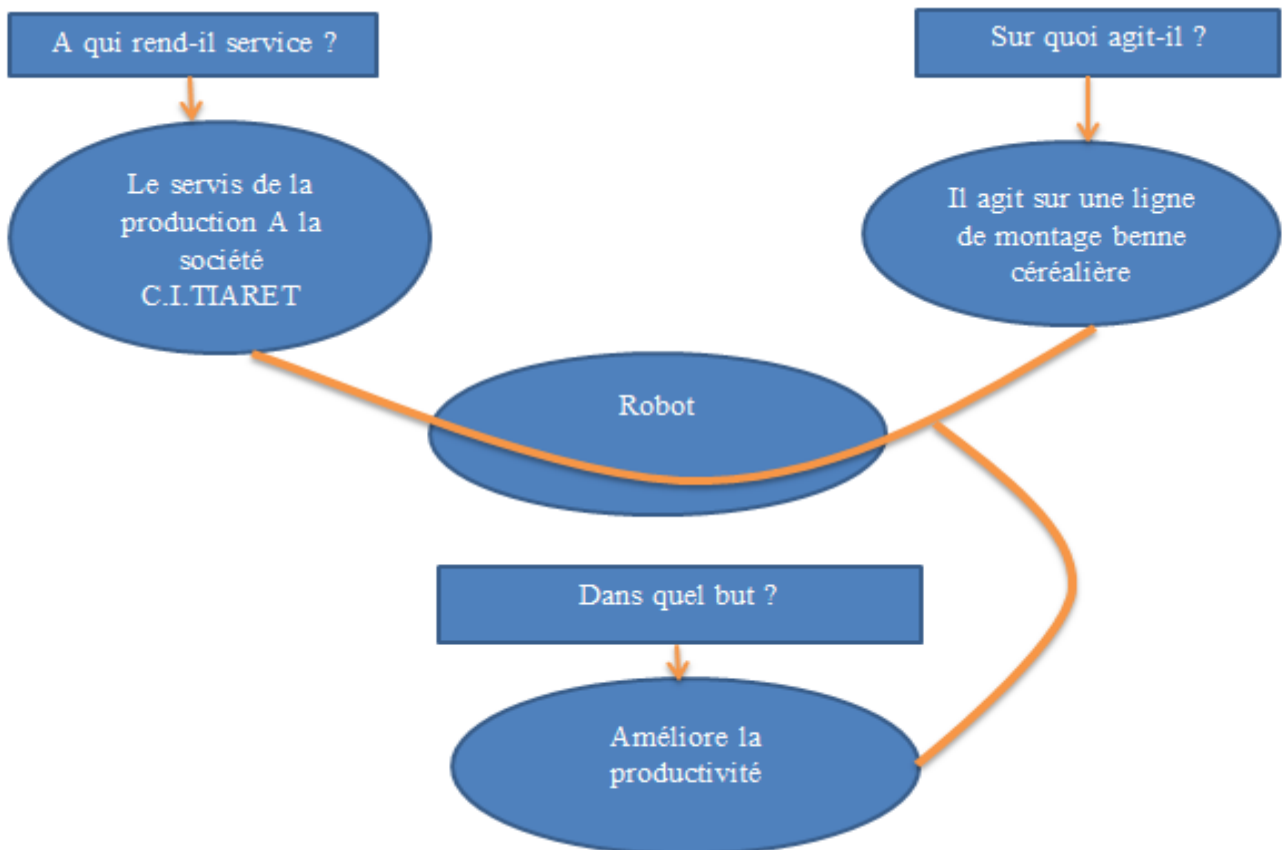 A qui rend-il service ?
Sur quoi agit-il ?
Le servis de la
production A la
société
C.I.TIARET
Il agit sur une ligne
de montage benne
céréalière
Robot
Dans quel but ?
Améliore la
productivité